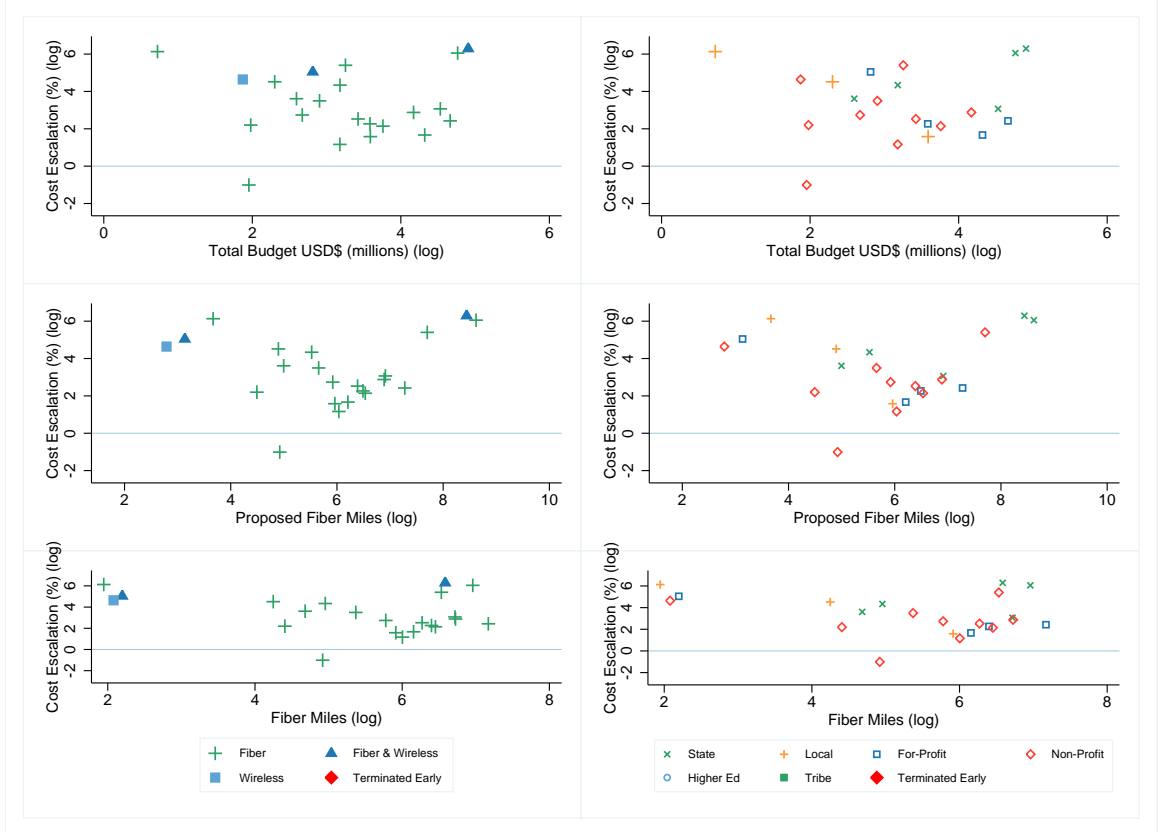 Cost Escalation (%) (log)
6
4
2
0
-2
0 2 4 6
Total Budget USD$ (millions) (log)
Cost Escalation (%) (log)
6
4
2
0
-2
0 2 4 6
Total Budget USD$ (millions) (log)
Cost Escalation (%) (log)
6
4
2
0
-2
2 4 6 8 10
Proposed Fiber Miles (log)
Cost Escalation (%) (log)
6
4
2
0
-2
2 4 6 8 10
Proposed Fiber Miles (log)
Cost Escalation (%) (log)
6
4
2
0
-2
2 4 6 8
Fiber Miles (log)
Fiber Fiber & Wireless
Wireless Terminated Early
Cost Escalation (%) (log)
6
4
2
0
-2
2 4 6 8
Fiber Miles (log)
State Local For-Profit Non-Profit
Higher Ed Tribe Terminated Early